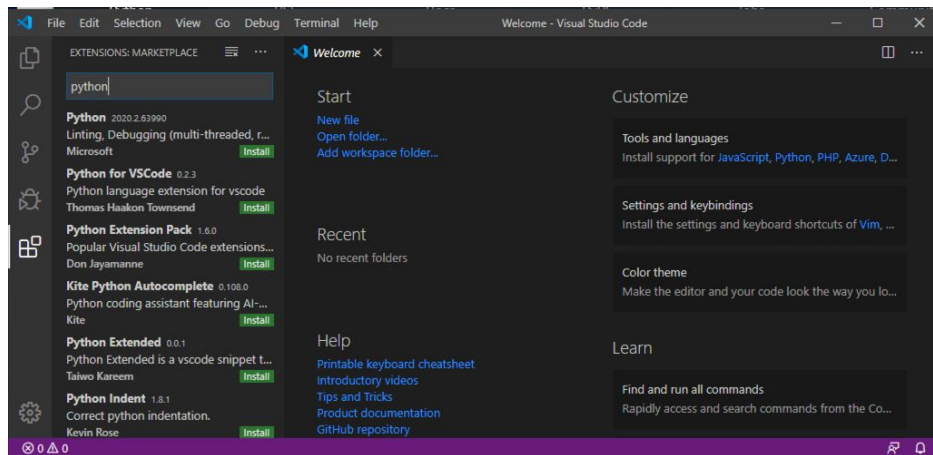 File Edit Selection View Go Debug Terminal Help
Welcome - Visual Studio Code
EXTENSIONS: MARKETPLACE
python
Python 2020.2.63990
Linting, Debugging (multi-threaded, r...
Microsoft Install
Python for VSCode 0.2.3
Python language extension for vscode
Thomas Haakon Townsend Install
Python Extension Pack 1.6.0
Popular Visual Studio Code extensions...
Don Jayamanne Install
Kite Python Autocomplete 0.108.0
Python coding assistant featuring AI-...
Kite Install
Python Extended 0.0.1
Python Extended is a vscode snippet t...
Taiwo Kareem Install
Python Indent 1.8.1
Correct python indentation.
Kevin Rose Install
Welcome
Start
New file
Open folder...
Add workspace folder...
Recent
No recent folders
Help
Printable keyboard cheatsheet
Introductory videos
Tips and Tricks
Product documentation
GitHub repository
Customize
Tools and languages
Install support for JavaScript, Python, PHP, Azure, D...
Settings and keybindings
Install the settings and keyboard shortcuts of Vim, ...
Color theme
Make the editor and your code look the way you lo...
Learn
Find and run all commands
Rapidly access and search commands from the Co...
0 0